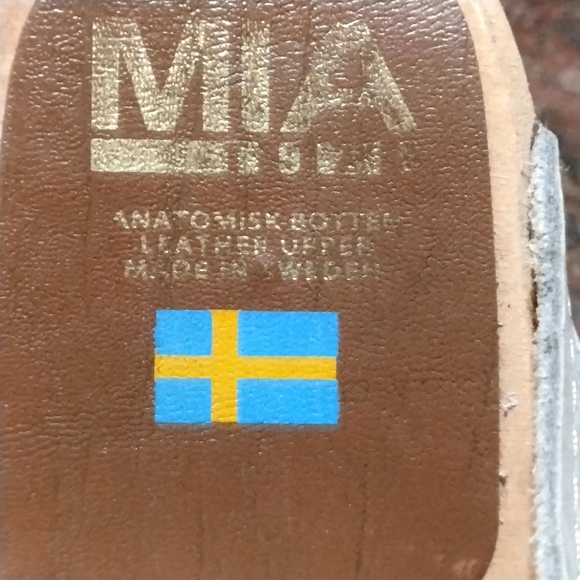 MIA
ANATOMISK BOTTEN
LEATHER UPPER
MADE IN SWEDEN